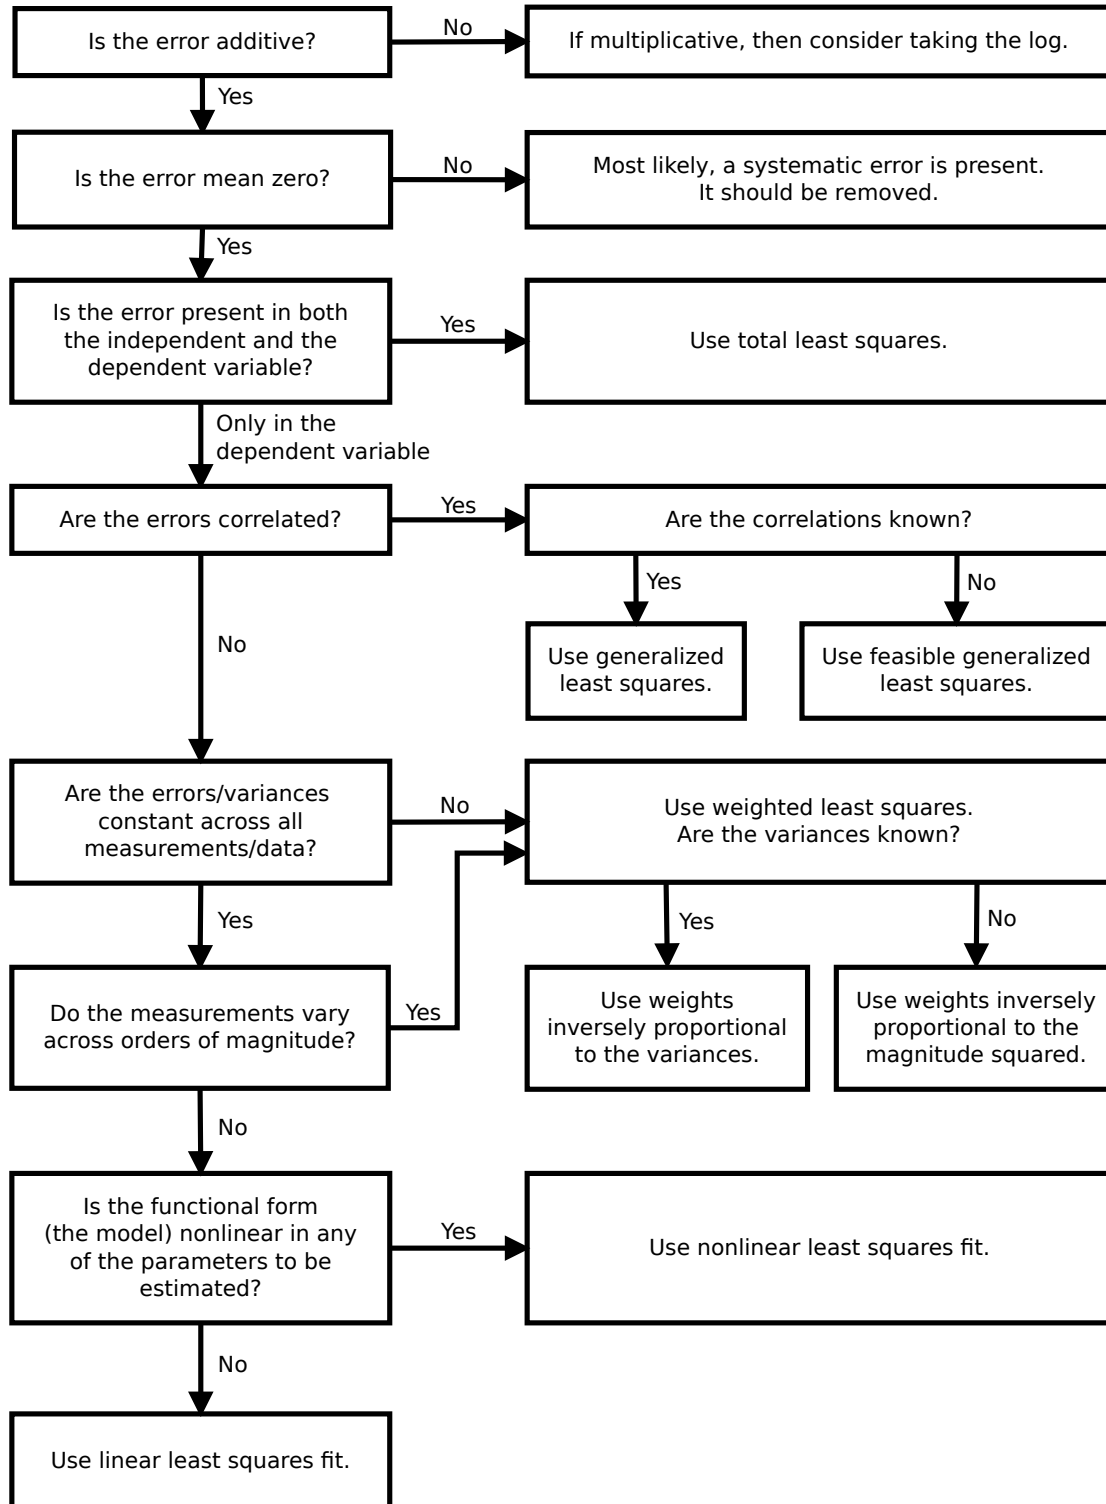 Is the error additive?
No
If multiplicative, then consider taking the log.
Yes
Is the error mean zero?
No
Most likely, a systematic error is present.
It should be removed.
Yes
Is the error present in both
the independent and the
dependent variable?
Yes
Use total least squares.
Only in the
dependent variable
Are the errors correlated?
Yes
Are the correlations known?
Yes
No
Use generalized
least squares.
Use feasible generalized
least squares.
No
Are the errors/variances
constant across all
measurements/data?
No
Use weighted least squares.
Are the variances known?
Yes
Yes
No
Do the measurements vary
across orders of magnitude?
Yes
Use weights
inversely proportional
to the variances.
Use weights inversely
proportional to the
magnitude squared.
No
Is the functional form
(the model) nonlinear in any
of the parameters to be
estimated?
Yes
Use nonlinear least squares fit.
No
Use linear least squares fit.